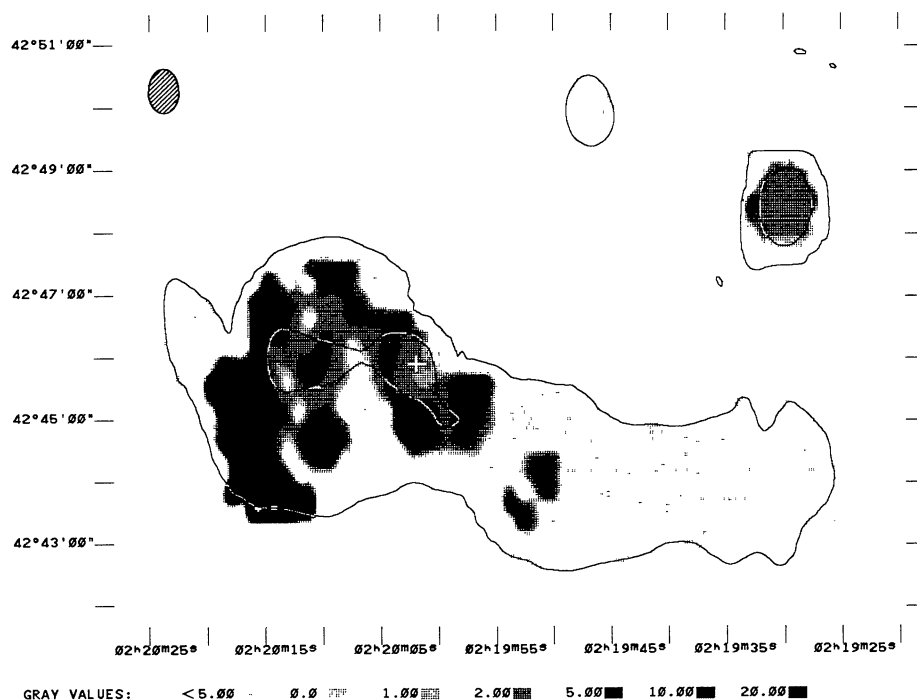 42°51'00"
42°49'00"
42°47'00"
42°45'00"
42°43'00"
02h20m25s 02h20m15s 02h20m05s 02h19m55s 02h19m45s 02h19m35s 02h19m25s
GRAY VALUES: <5.00 0.0 1.00 2.00 5.00 10.00 20.00